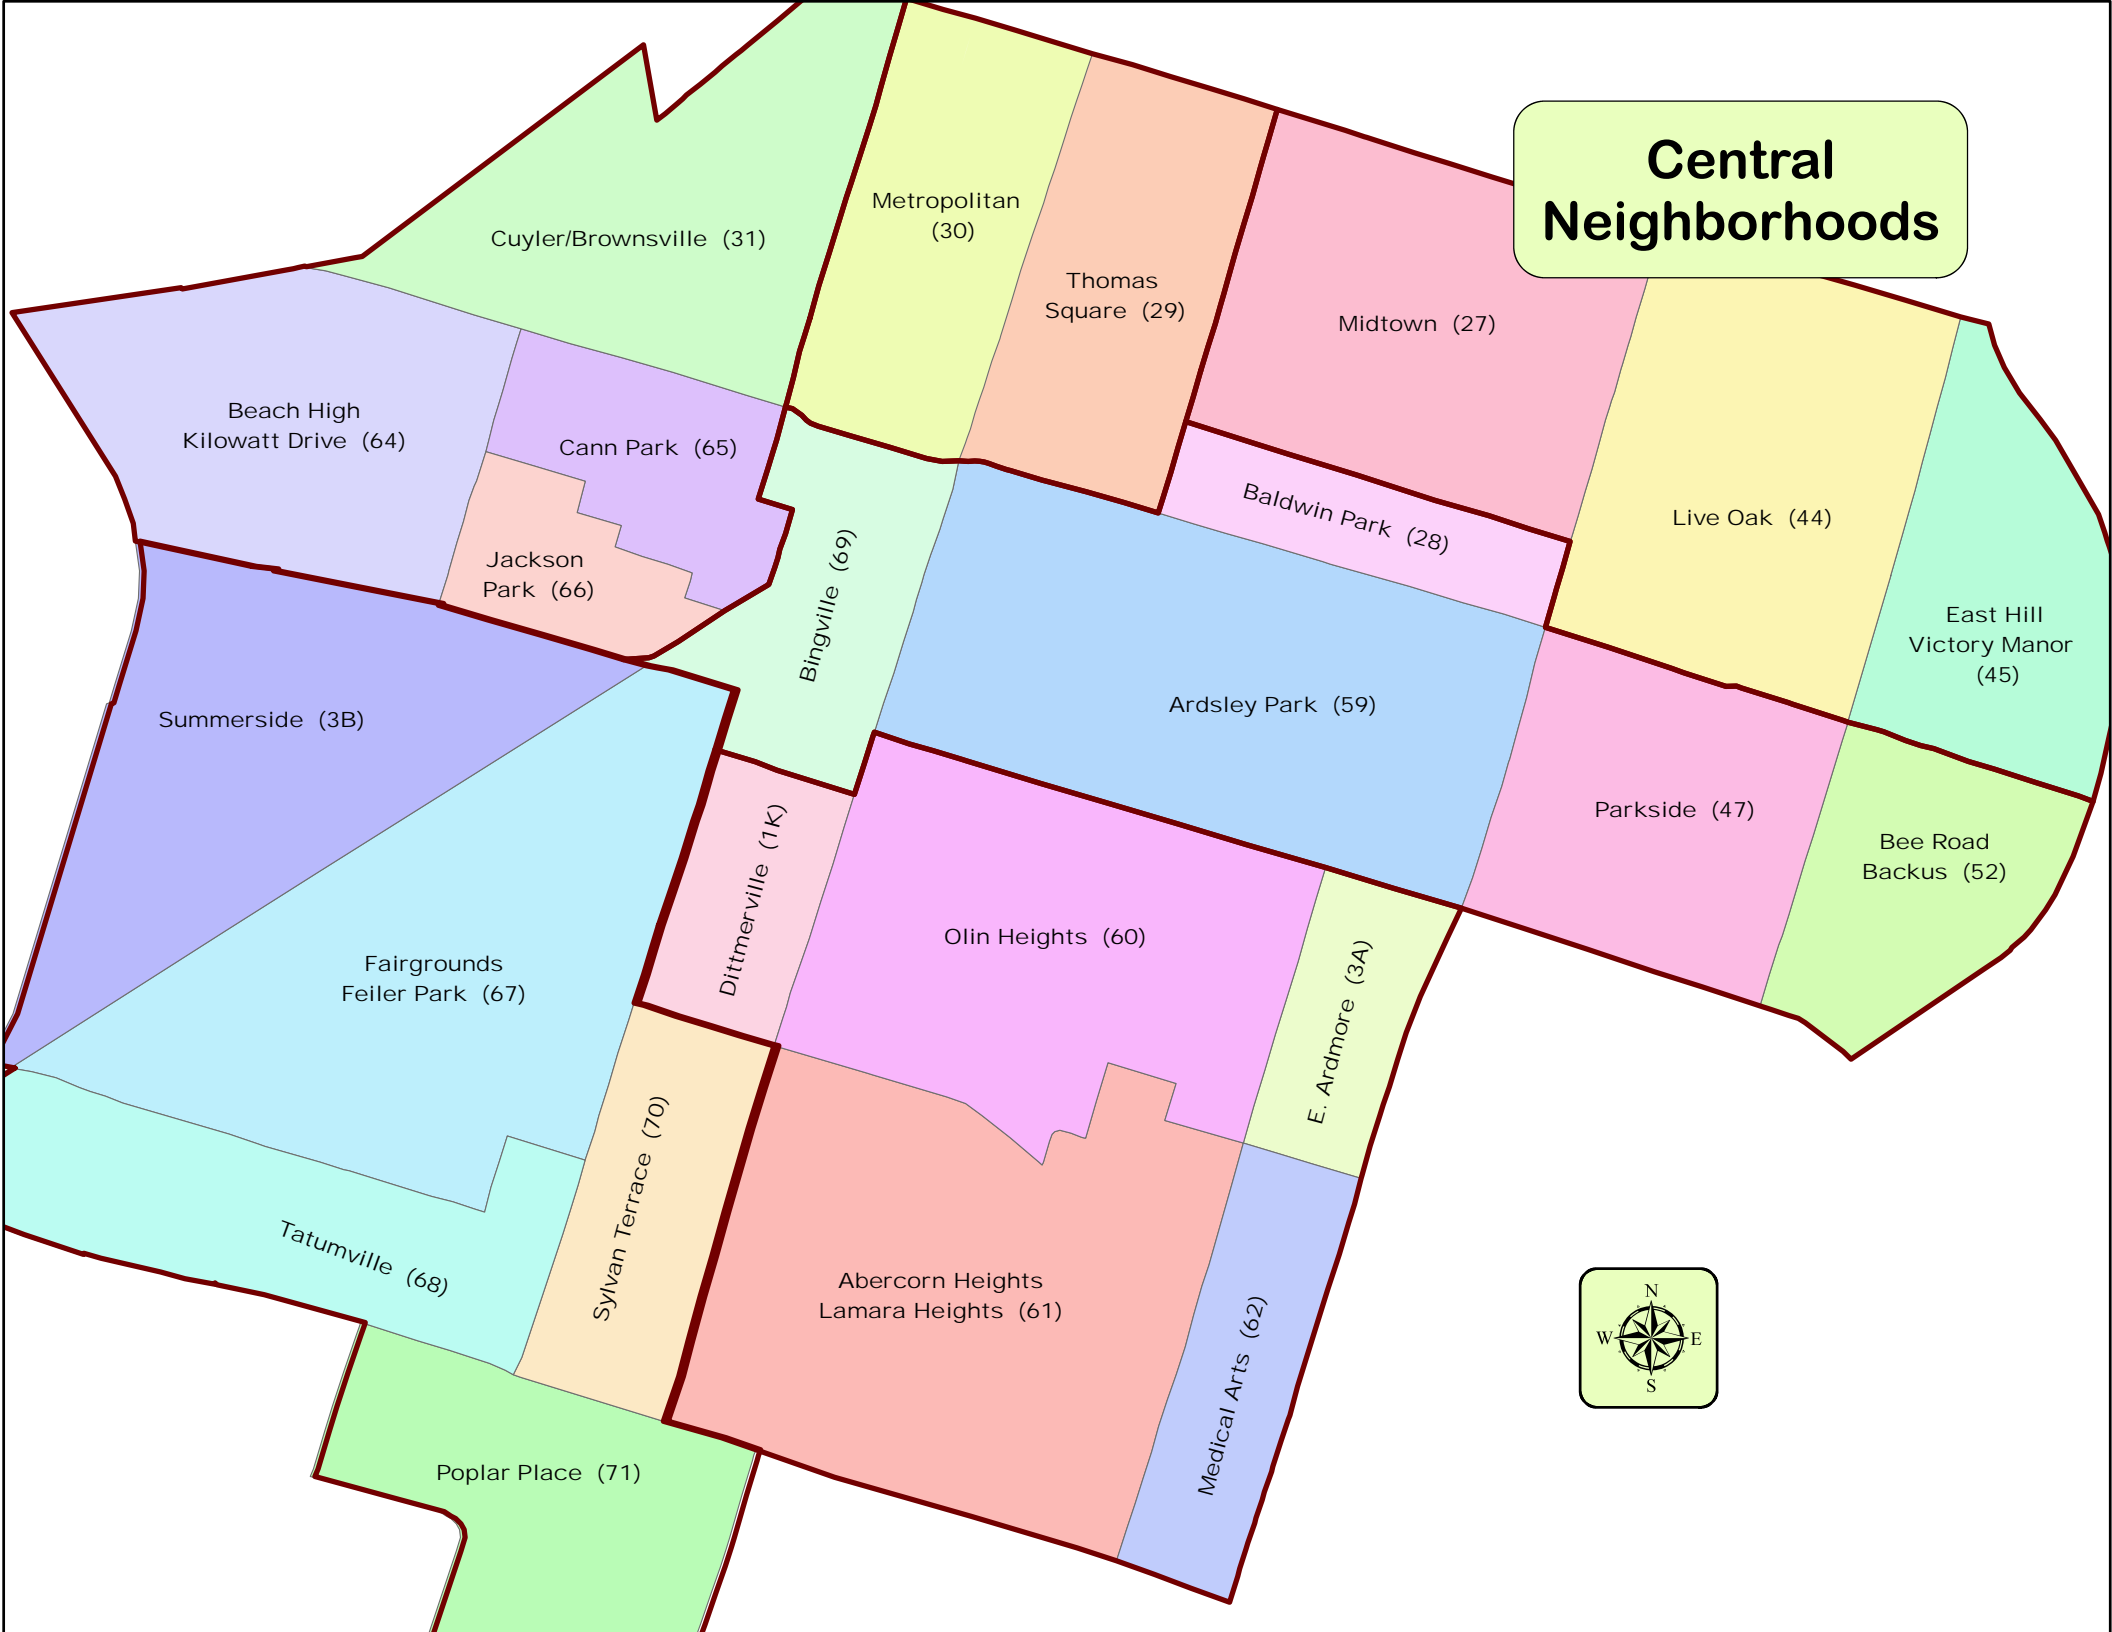 Central
Neighborhoods
Metropolitan
(30)
Cuyler/Brownsville (31)
Thomas
Square (29)
Midtown (27)
Beach High
Kilowatt Drive (64)
Cann Park (65)
Baldwin Park (28)
Live Oak (44)
Jackson
Park (66)
Bingville (69)
East Hill
Victory Manor
(45)
Summerside (3B)
Ardsley Park (59)
Parkside (47)
Bee Road
Backus (52)
Dittmerville (1K)
Olin Heights (60)
Fairgrounds
Feiler Park (67)
E. Ardmore (3A)
Sylvan Terrace (70)
Tatumville (68)
Abercorn Heights
Lamara Heights (61)
Medical Arts (62)
N
W E
S
Poplar Place (71)